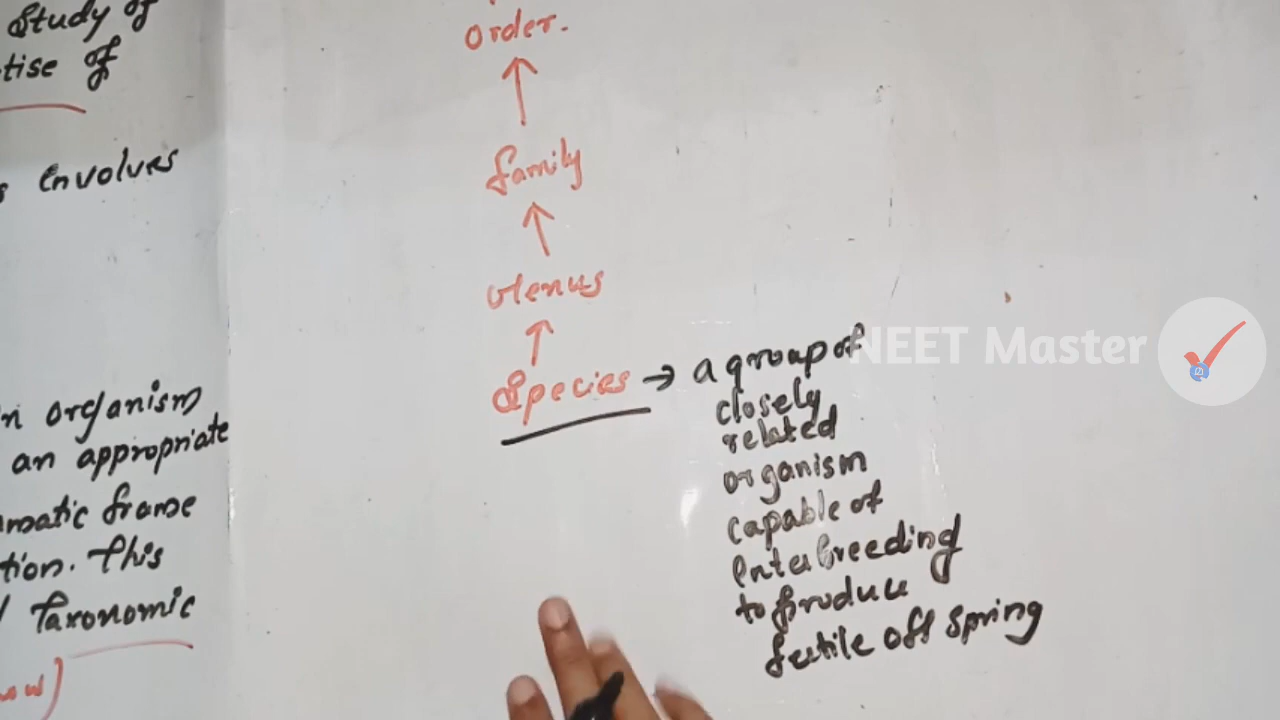 Study of
tise of
s involves
n organism
an appropriate
matic frame
tion. This
Taxonomic
Order.
↑
family
↑
Genus
↑
Species → a group of
closely
related
organism
capable of
interbreeding
to produce
fertile off spring
NEET Master